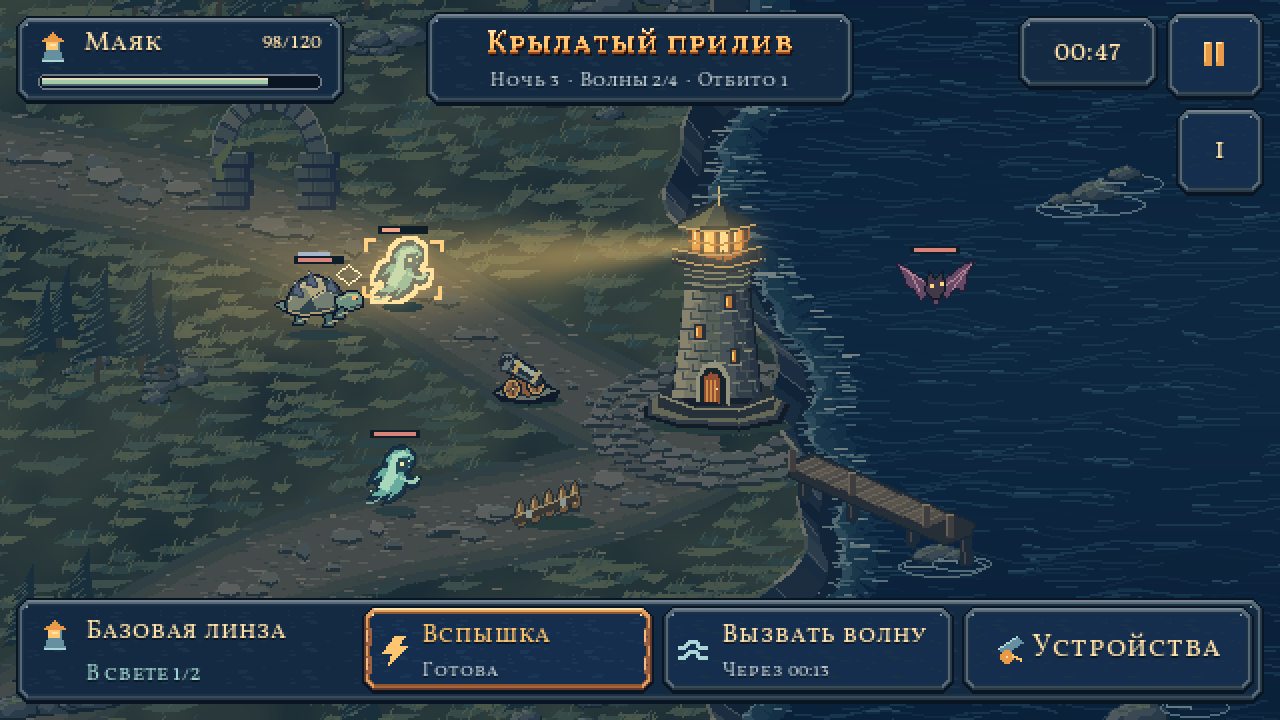 Маяк
98/120
Крылатый прилив
Ночь 3 · Волны 2/4 · Отбито 1
00:47
I
Базовая линза
В свете 1/2
Вспышка
Готова
Вызвать волну
Через 00:13
Устройства